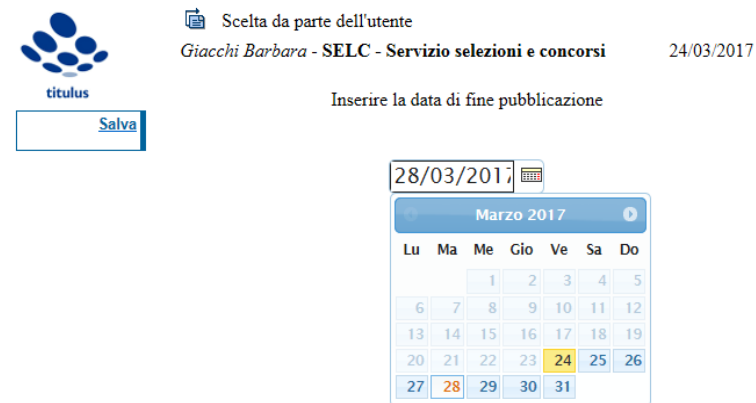 Scelta da parte dell'utente
Giacchi Barbara - SELC - Servizio selezioni e concorsi 24/03/2017
titulus
Inserire la data di fine pubblicazione
Salva
28/03/2017
Marzo 2017
Lu Ma Me Gio Ve Sa Do
1 2 3 4 5
6 7 8 9 10 11 12
13 14 15 16 17 18 19
20 21 22 23 24 25 26
27 28 29 30 31